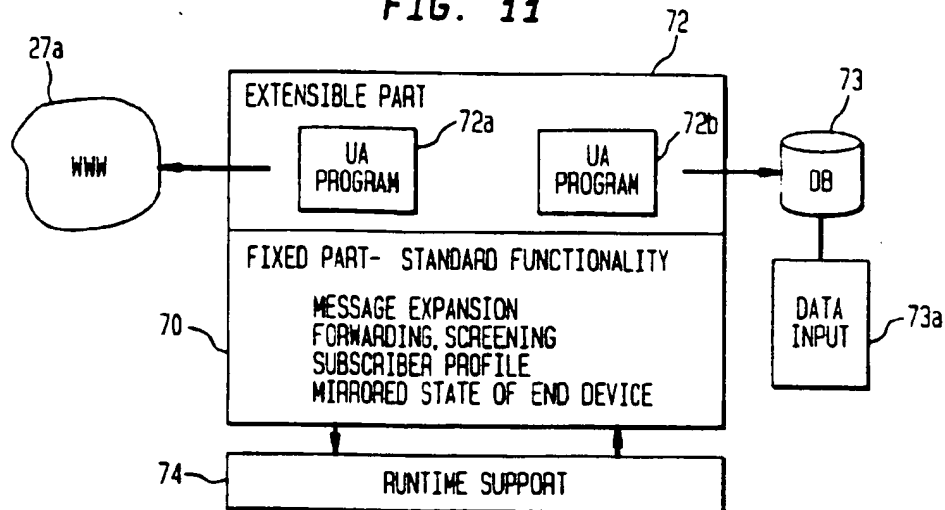 FIG. 11
27a
72
73
EXTENSIBLE PART
72a
72b
WWW
UA
PROGRAM
UA
PROGRAM
DB
FIXED PART- STANDARD FUNCTIONALITY
70
MESSAGE EXPANSION
FORWARDING, SCREENING
SUBSCRIBER PROFILE
MIRRORED STATE OF END DEVICE
DATA
INPUT
73a
74
RUNTIME SUPPORT